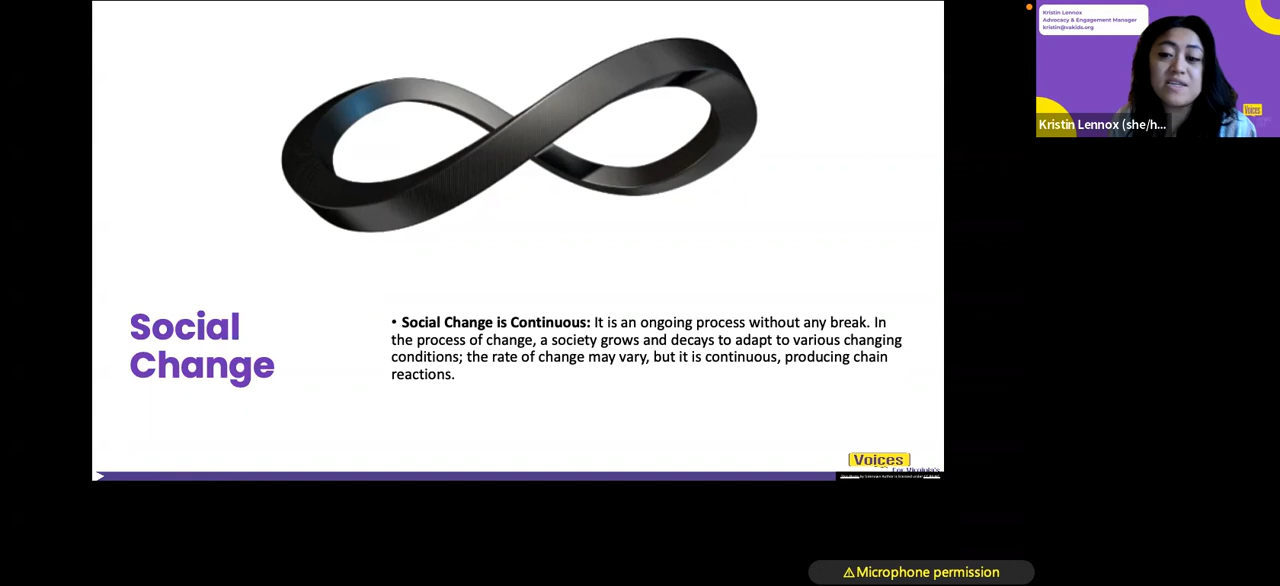 Social
Change
• Social Change is Continuous: It is an ongoing process without any break. In
the process of change, a society grows and decays to adapt to various changing
conditions; the rate of change may vary, but it is continuous, producing chain
reactions.
Voices
for Virginia's
Kristin Lennox
Advocacy & Engagement Manager
kristin@vakids.org
Voices
Kristin Lennox (she/h...
⚠Microphone permission